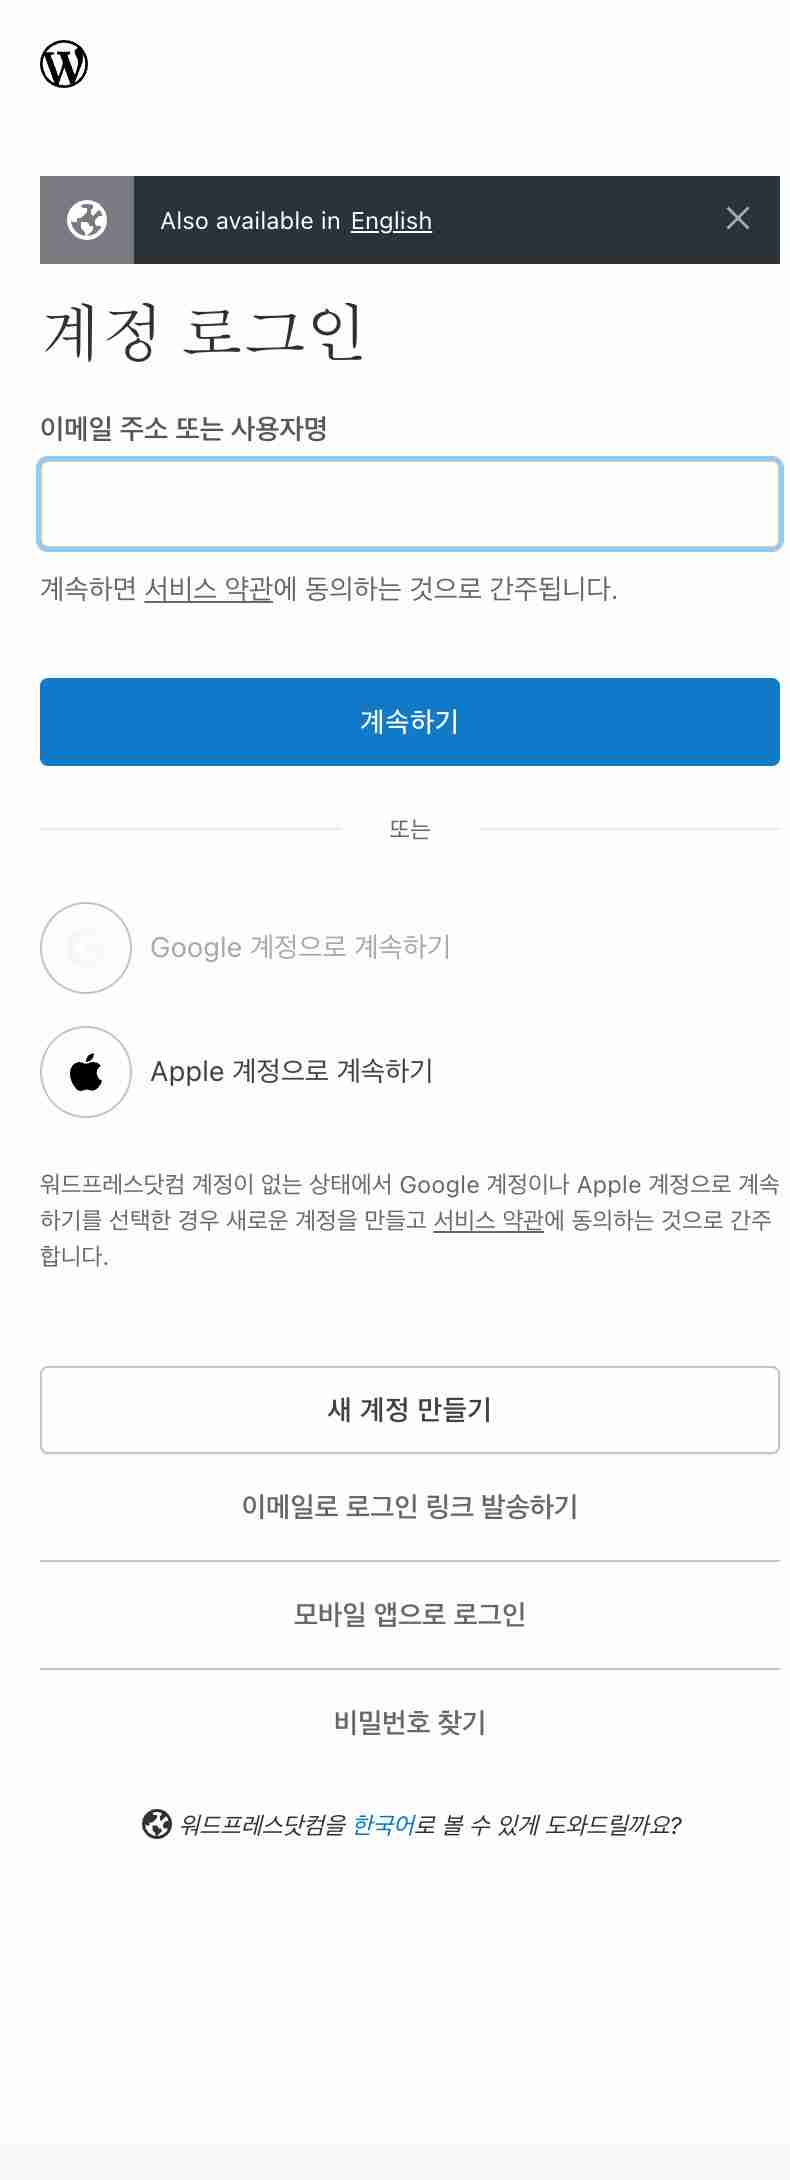 Also available in English
계정 로그인
이메일 주소 또는 사용자명
계속하면 서비스 약관에 동의하는 것으로 간주됩니다.
계속하기
또는
Google 계정으로 계속하기
Apple 계정으로 계속하기
워드프레스닷컴 계정이 없는 상태에서 Google 계정이나 Apple 계정으로 계속
하기를 선택한 경우 새로운 계정을 만들고 서비스 약관에 동의하는 것으로 간주
합니다.
새 계정 만들기
이메일로 로그인 링크 발송하기
모바일 앱으로 로그인
비밀번호 찾기
워드프레스닷컴을 한국어로 볼 수 있게 도와드릴까요?